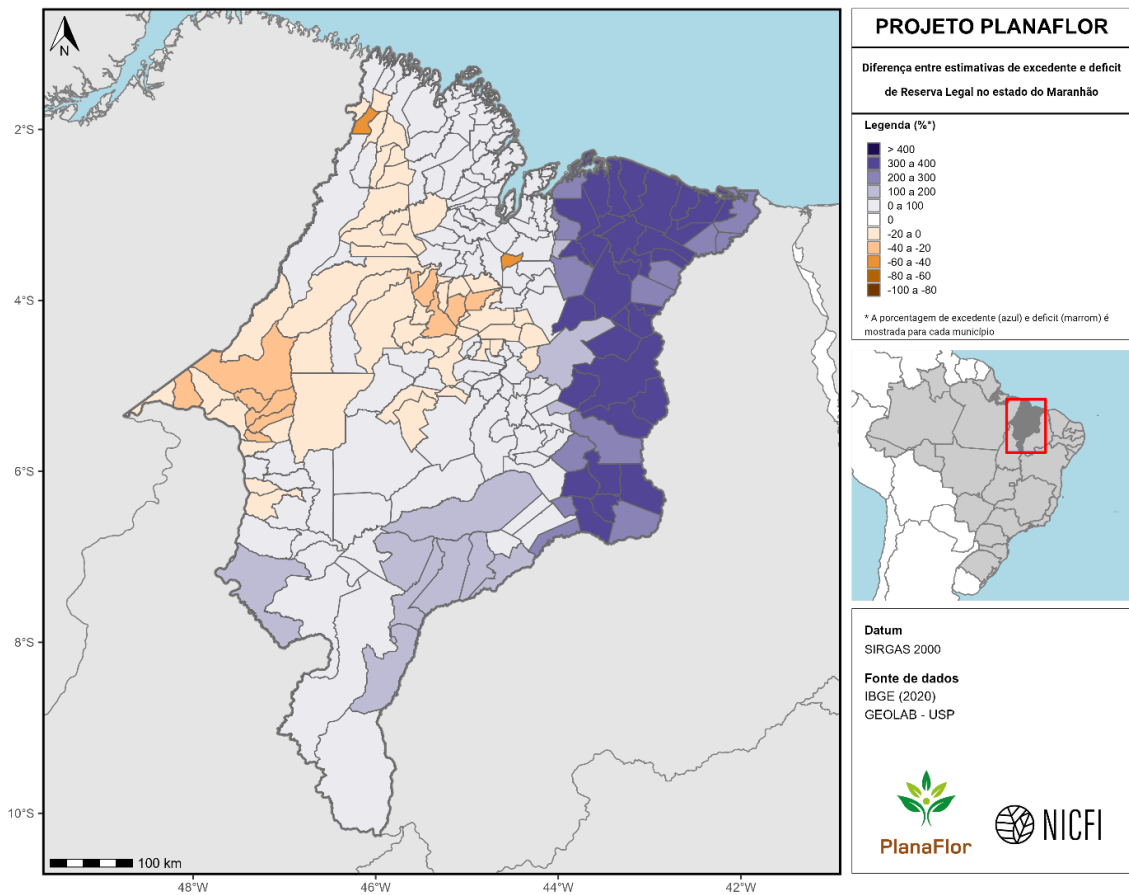 PROJETO PLANAFLOR
Diferença entre estimativas de excedente e deficit
de Reserva Legal no estado do Maranhão
Legenda (%*)
> 400
300 a 400
200 a 300
100 a 200
0 a 100
0
-20 a 0
-40 a -20
-60 a -40
-80 a -60
-100 a -80
* A porcentagem de excedente (azul) e deficit (marrom) é
mostrada para cada município
N
2°S
4°S
6°S
8°S
10°S
100 km
48°W
46°W
44°W
42°W
Datum
SIRGAS 2000
Fonte de dados
IBGE (2020)
GEOLAB - USP
PlanaFlor
NICFI